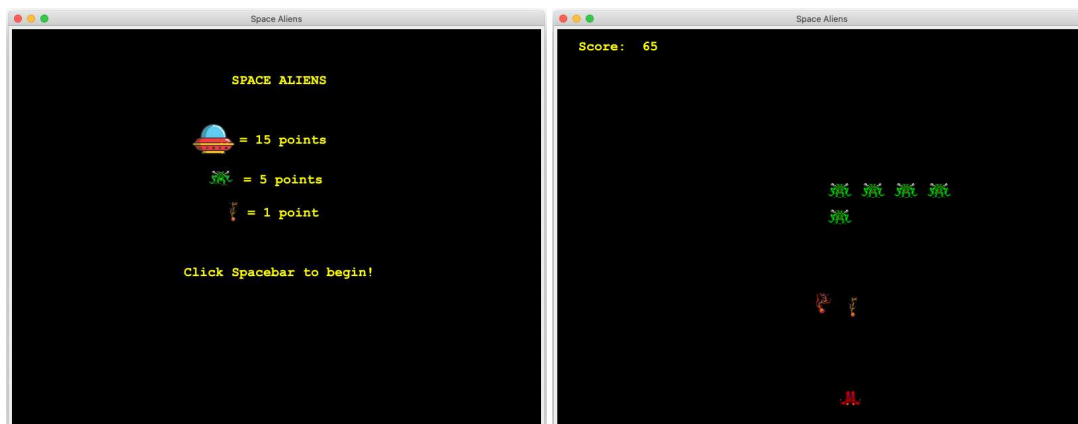 Space Aliens
SPACE ALIENS
= 15 points
= 5 points
= 1 point
Click Spacebar to begin!
Space Aliens
Score: 65